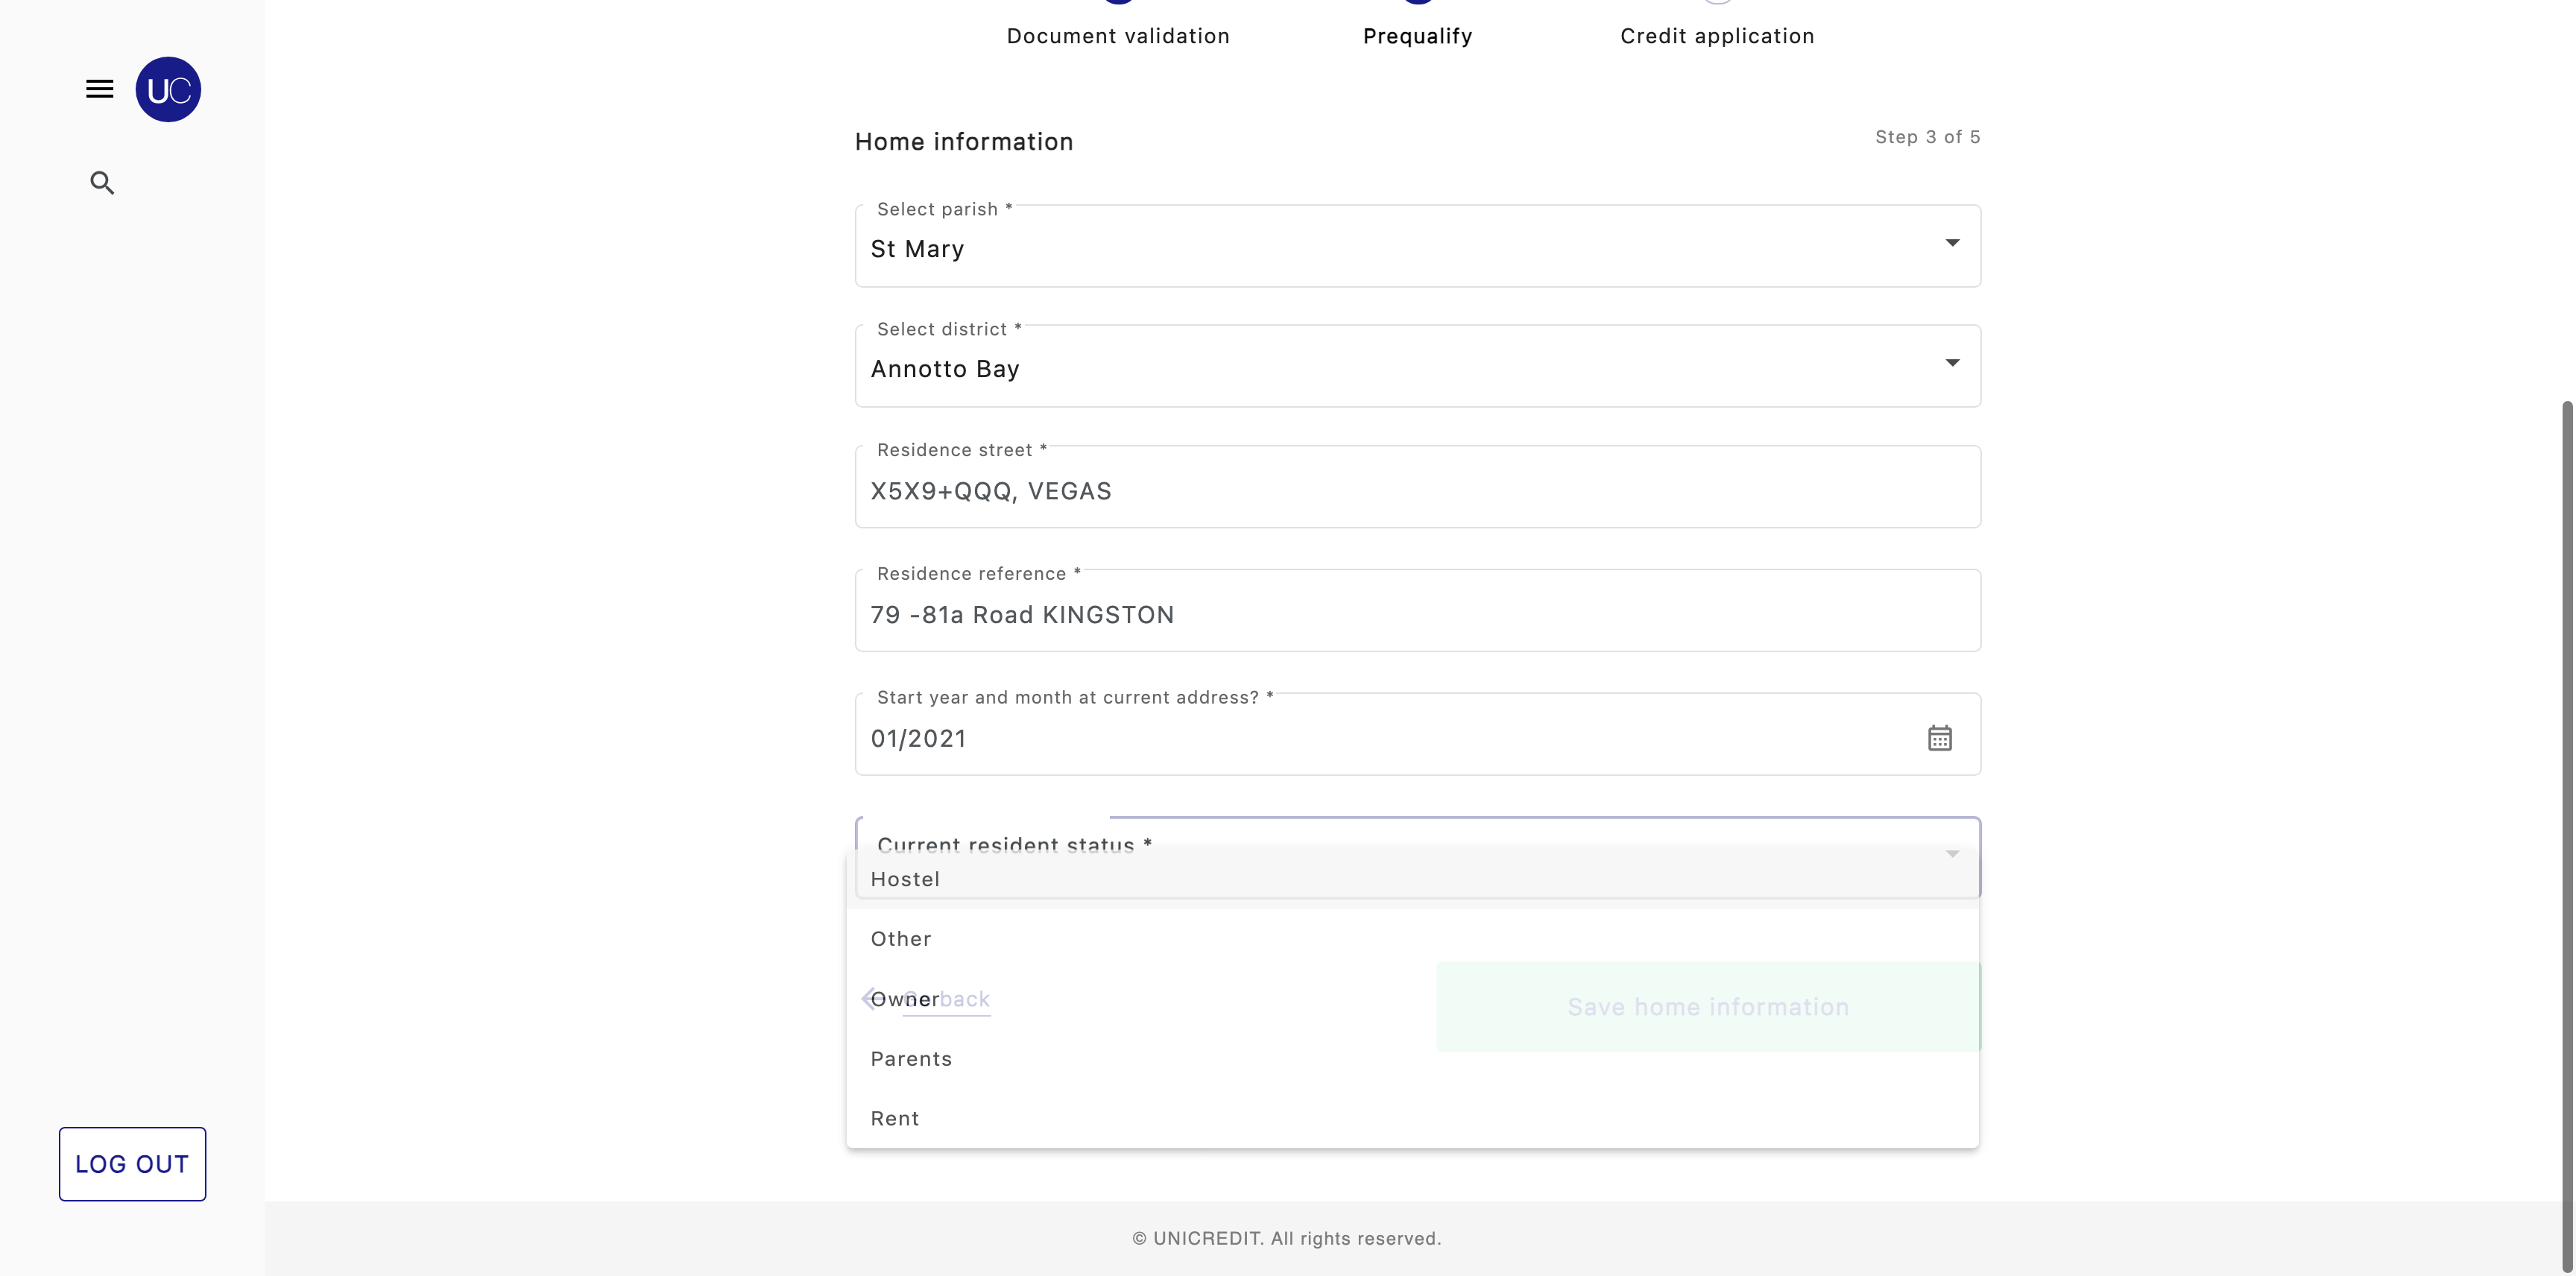 Document validation
Prequalify
Credit application
UC
Home information
Step 3 of 5
Select parish *
St Mary
Select district *
Annotto Bay
Residence street *
X5X9+QQQ, VEGAS
Residence reference *
79 -81a Road KINGSTON
Start year and month at current address? *
01/2021
Current resident status *
Hostel
Other
Owner
back
Save home information
Parents
Rent
LOG OUT
© UNICREDIT. All rights reserved.